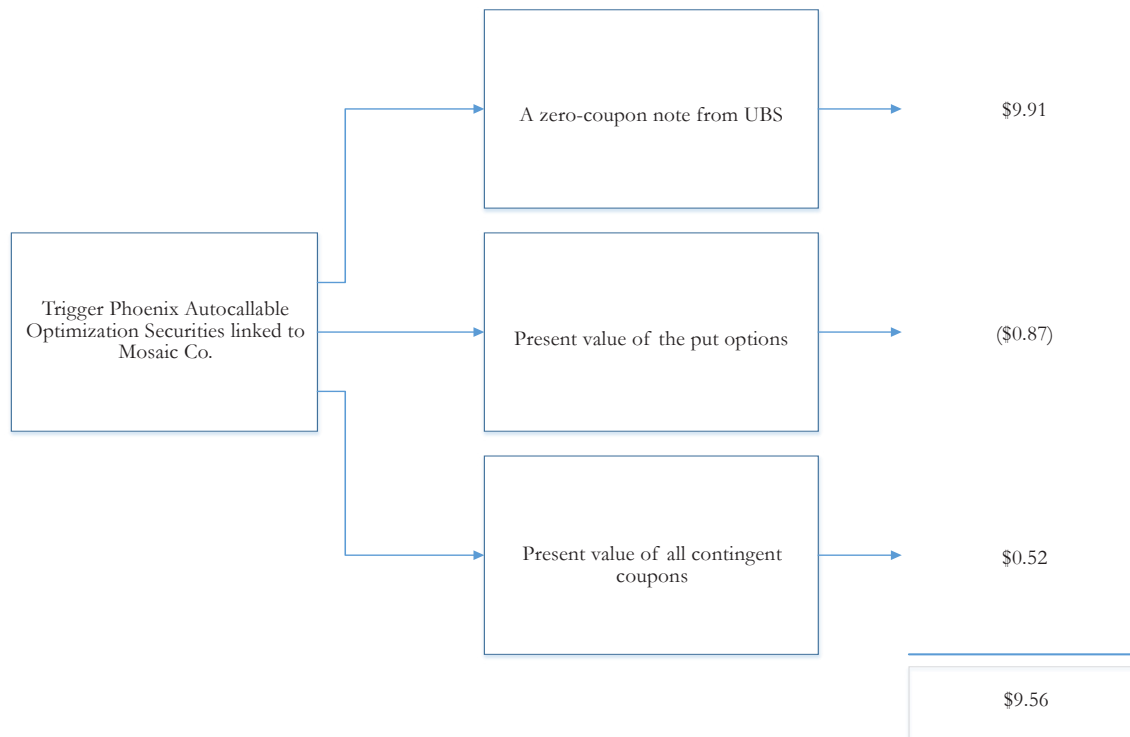 A zero-coupon note from UBS
$9.91
Trigger Phoenix Autocallable
Optimization Securities linked to
Mosaic Co.
Present value of the put options
($0.87)
Present value of all contingent
coupons
$0.52
$9.56